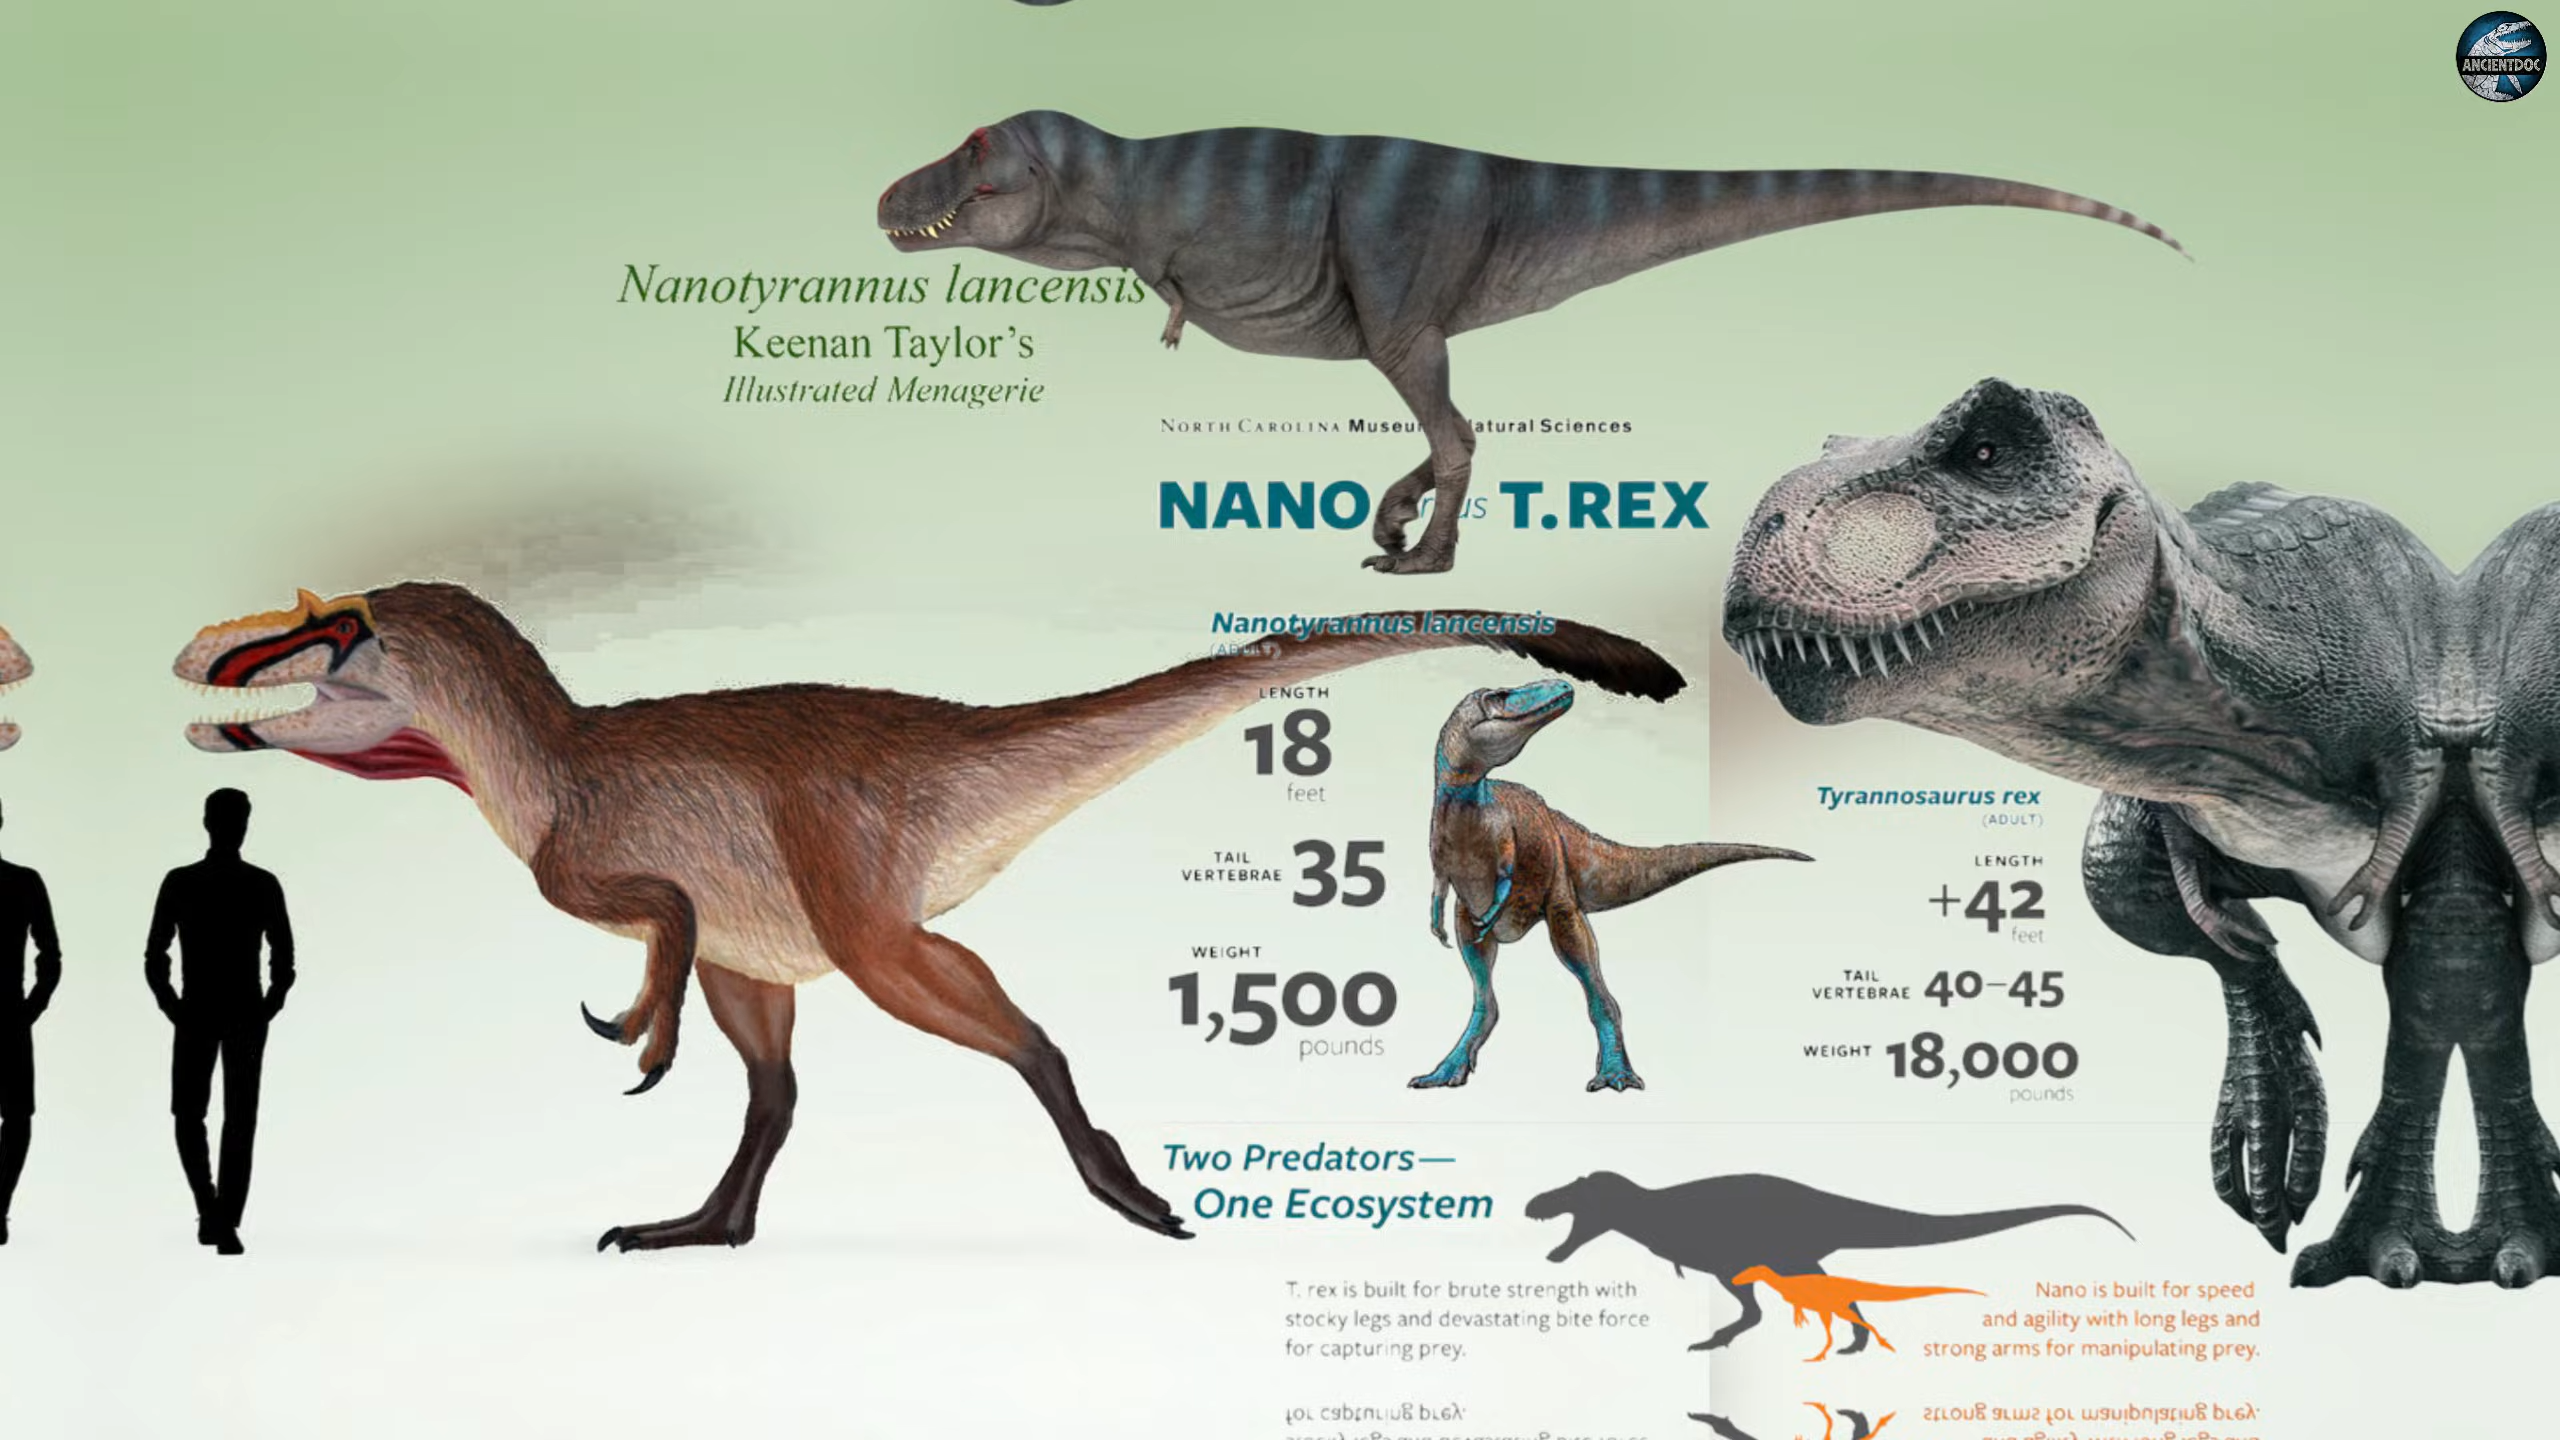 ANCIENTDOC
Nanotyrannus lancensis
Keenan Taylor's
Illustrated Menagerie
NORTH CAROLINA Museu atural Sciences
NANO us T.REX
Nanotyrannus lancensis
(ADULT)
LENGTH
18
feet
TAIL
VERTEBRAE 35
WEIGHT
1,500
pounds
Tyrannosaurus rex
(ADULT)
LENGTH
+42
feet
TAIL
VERTEBRAE 40–45
WEIGHT 18,000
pounds
Two Predators—
One Ecosystem
T. rex is built for brute strength with
stocky legs and devastating bite force
for capturing prey.
Nano is built for speed
and agility with long legs and
strong arms for manipulating prey.